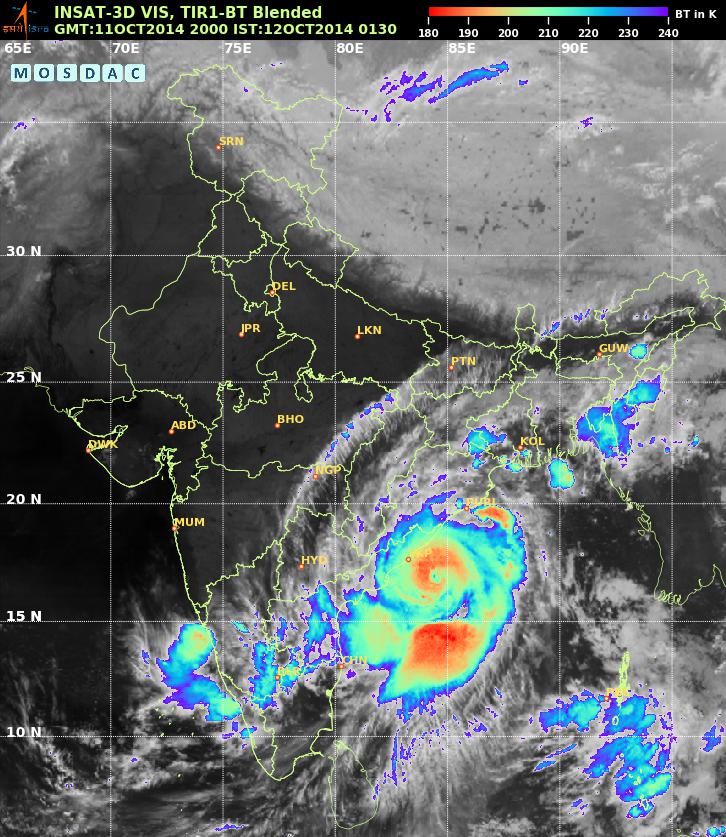 INSAT-3D VIS, TIR1-BT Blended
GMT:11OCT2014 2000 IST:12OCT2014 0130
BT in K
180 190 200 210 220 230 240
65E 70E 75E 80E 85E 90E
M O S D A C
SRN
30 N
DEL
JPR
LKN
GUW
PTN
25 N
BHO
ABD
DWK
KOL
NGP
20 N
PURI
MUM
HYD
15 N
CHN
10 N